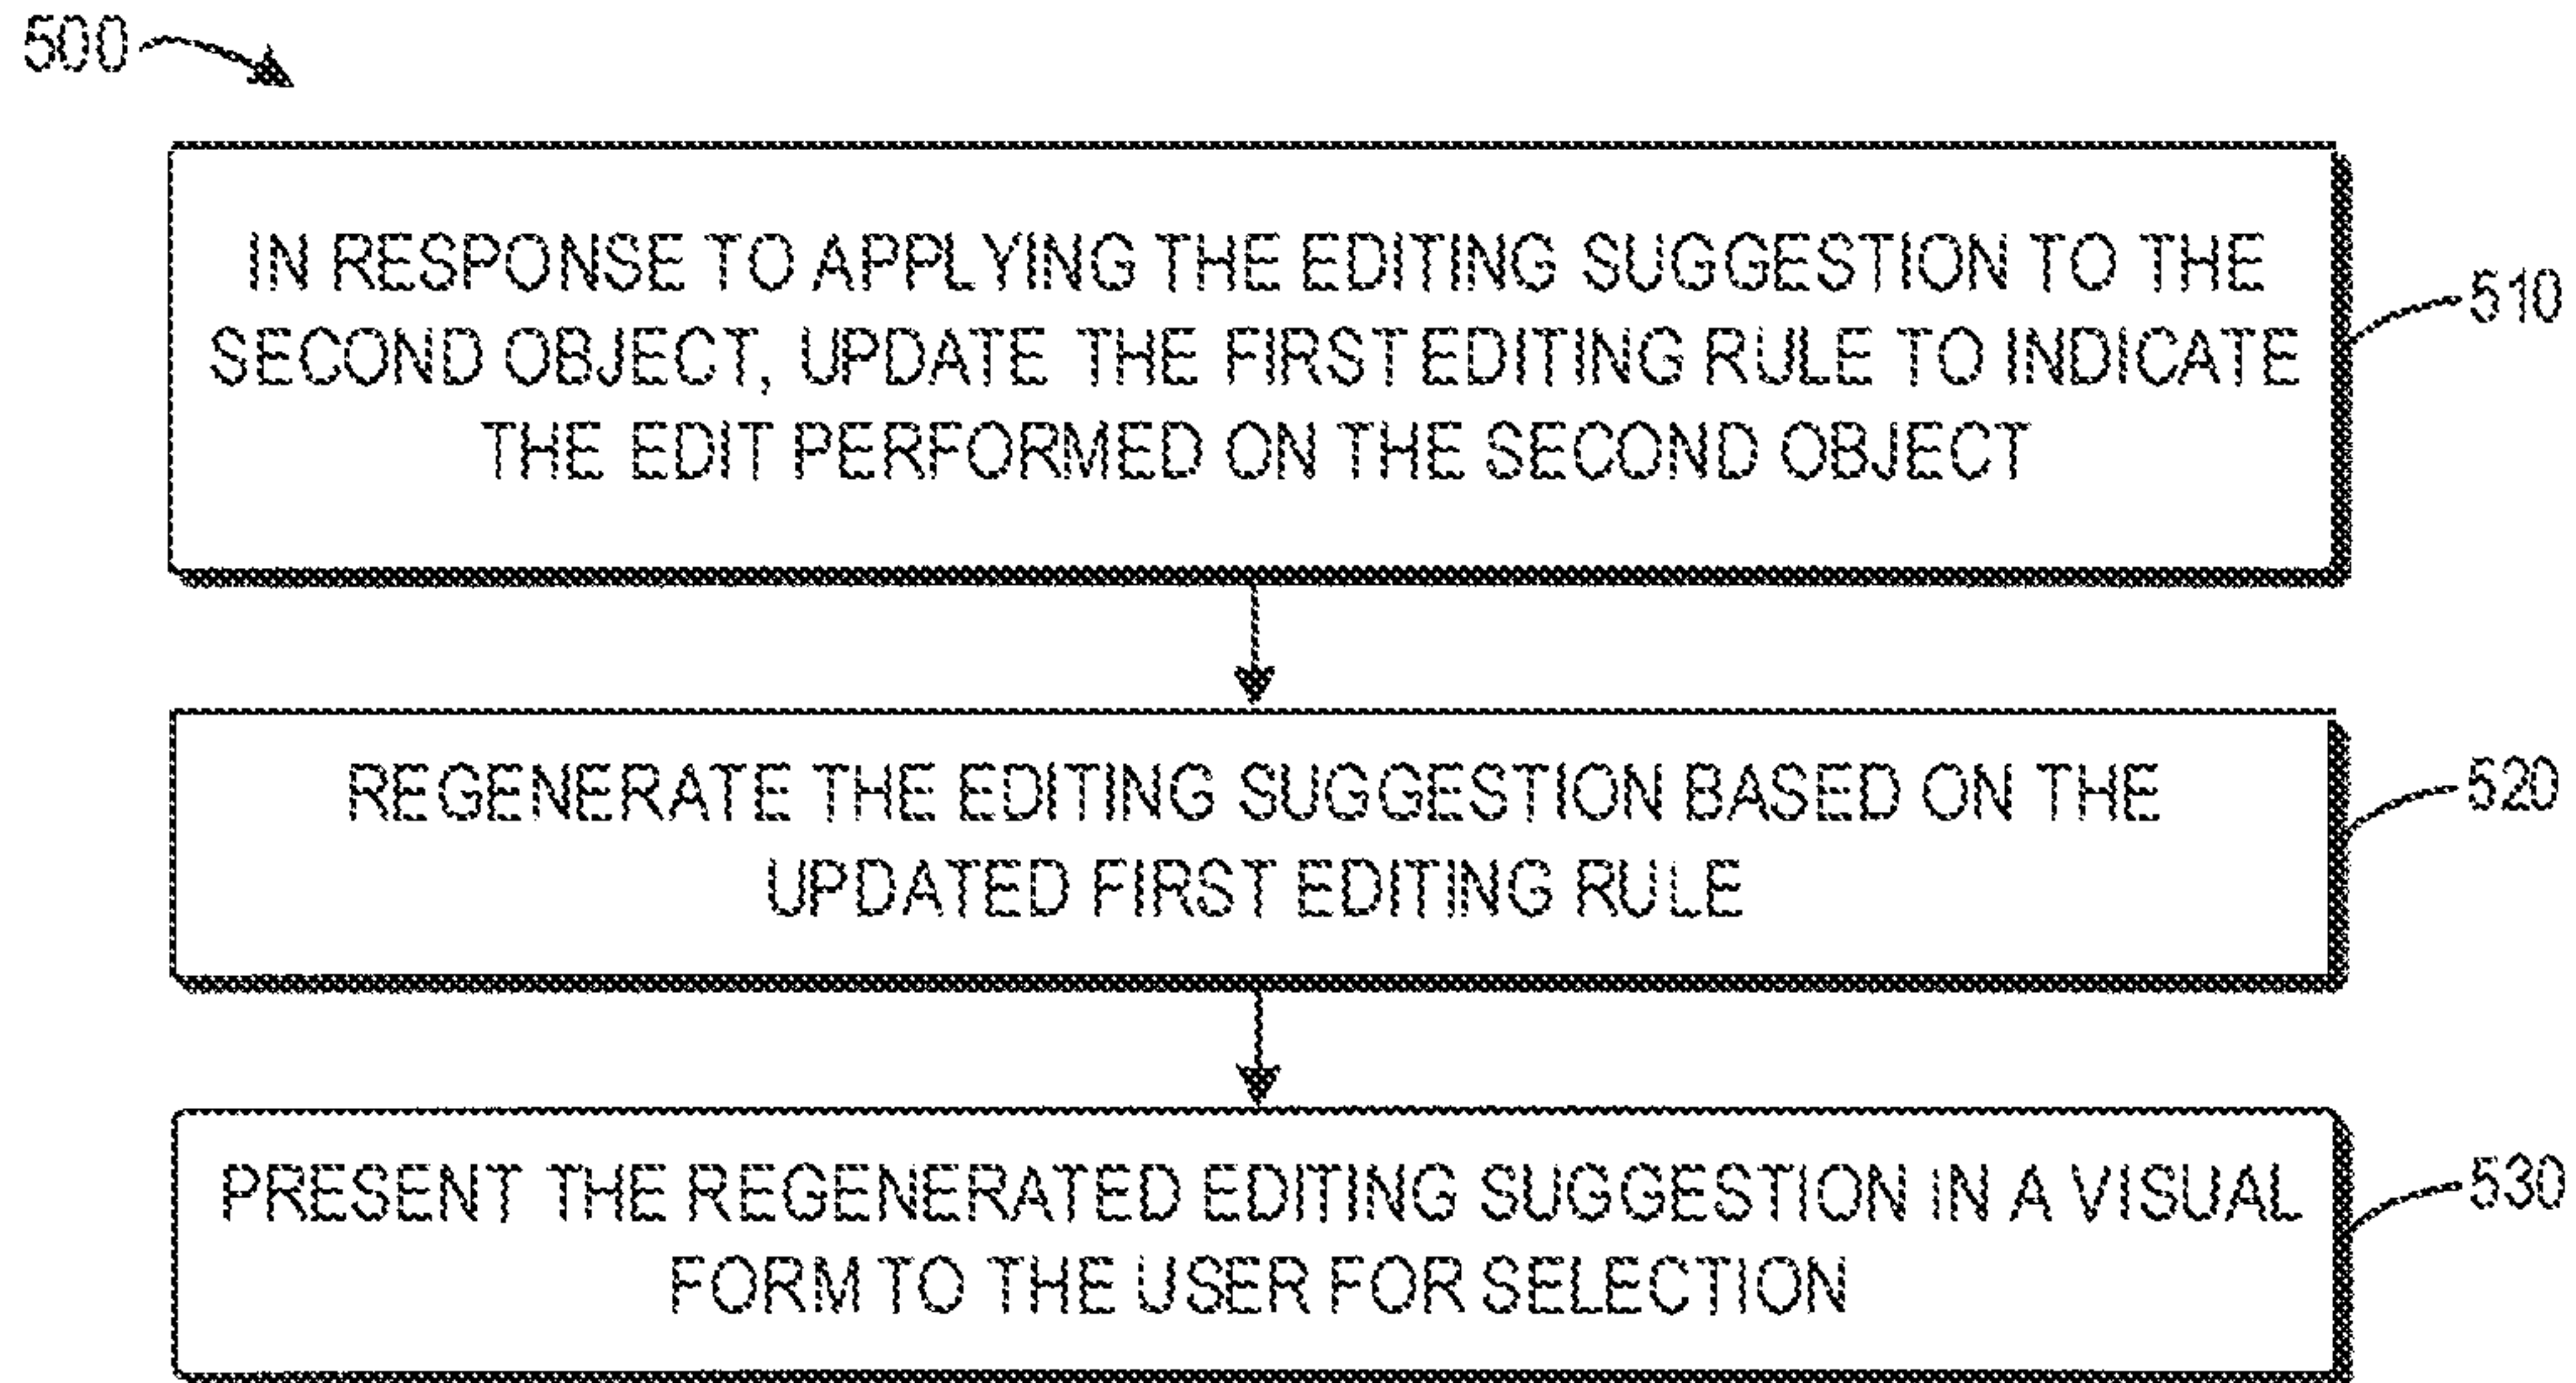 500
IN RESPONSE TO APPLYING THE EDITING SUGGESTION TO THE
SECOND OBJECT, UPDATE THE FIRST EDITING RULE TO INDICATE
THE EDIT PERFORMED ON THE SECOND OBJECT
510
REGENERATE THE EDITING SUGGESTION BASED ON THE
UPDATED FIRST EDITING RULE
520
PRESENT THE REGENERATED EDITING SUGGESTION IN A VISUAL
FORM TO THE USER FOR SELECTION
530